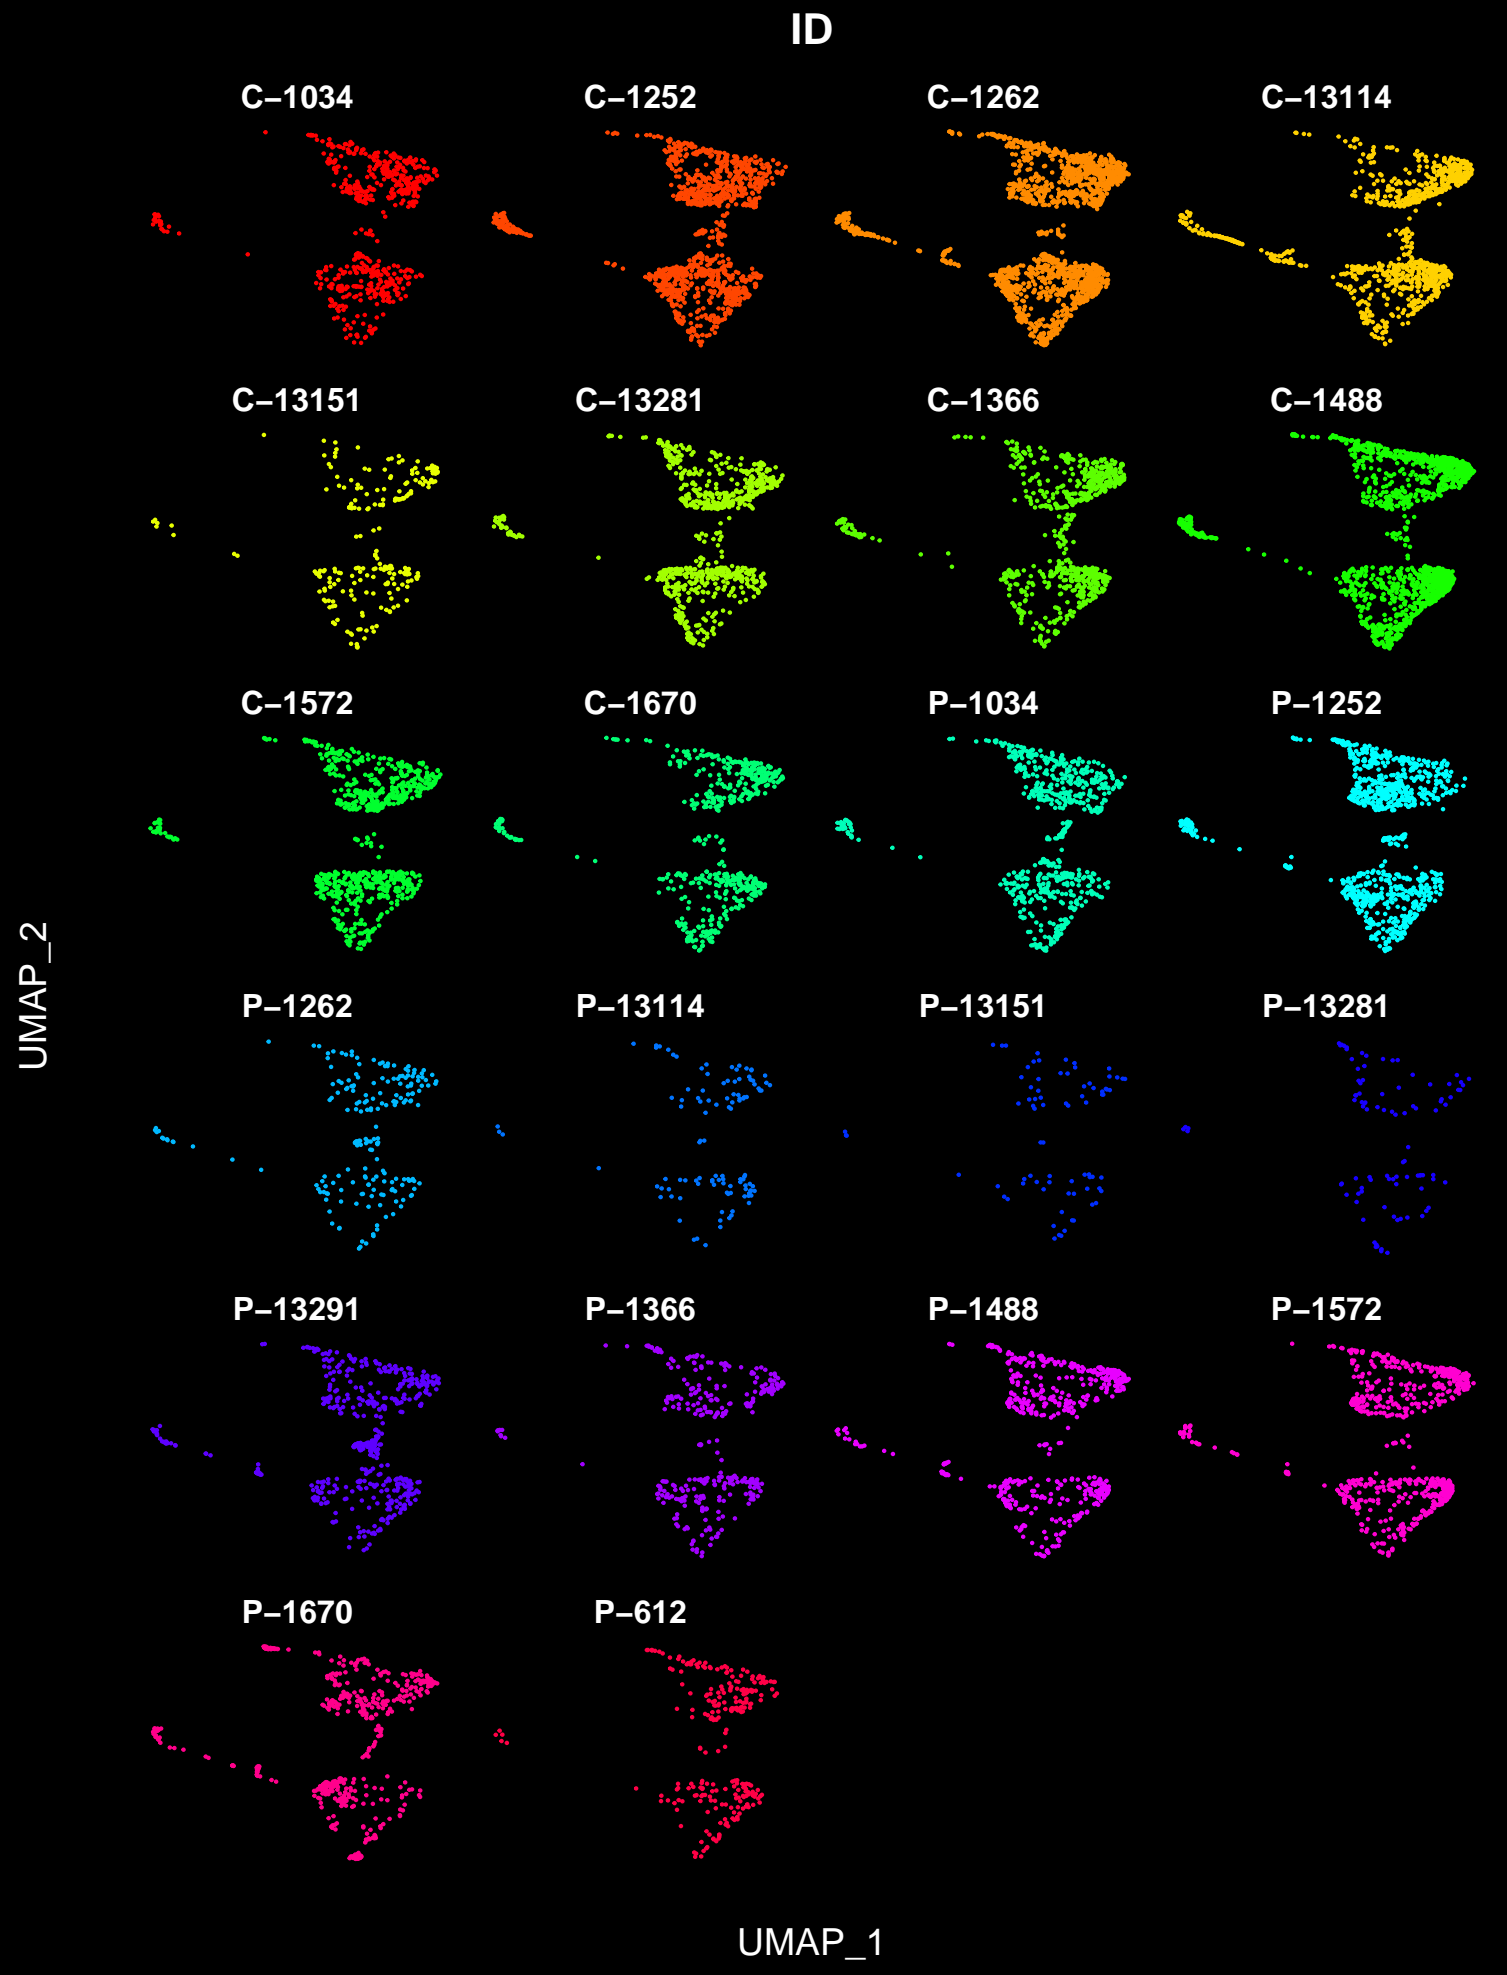 ID
C–1034 C–1252 C–1262 C–13114
C–13151 C–13281 C–1366 C–1488
C–1572 C–1670 P–1034 P–1252
UMAP_2
P–1262 P–13114 P–13151 P–13281
P–13291 P–1366 P–1488 P–1572
P–1670 P–612
UMAP_1